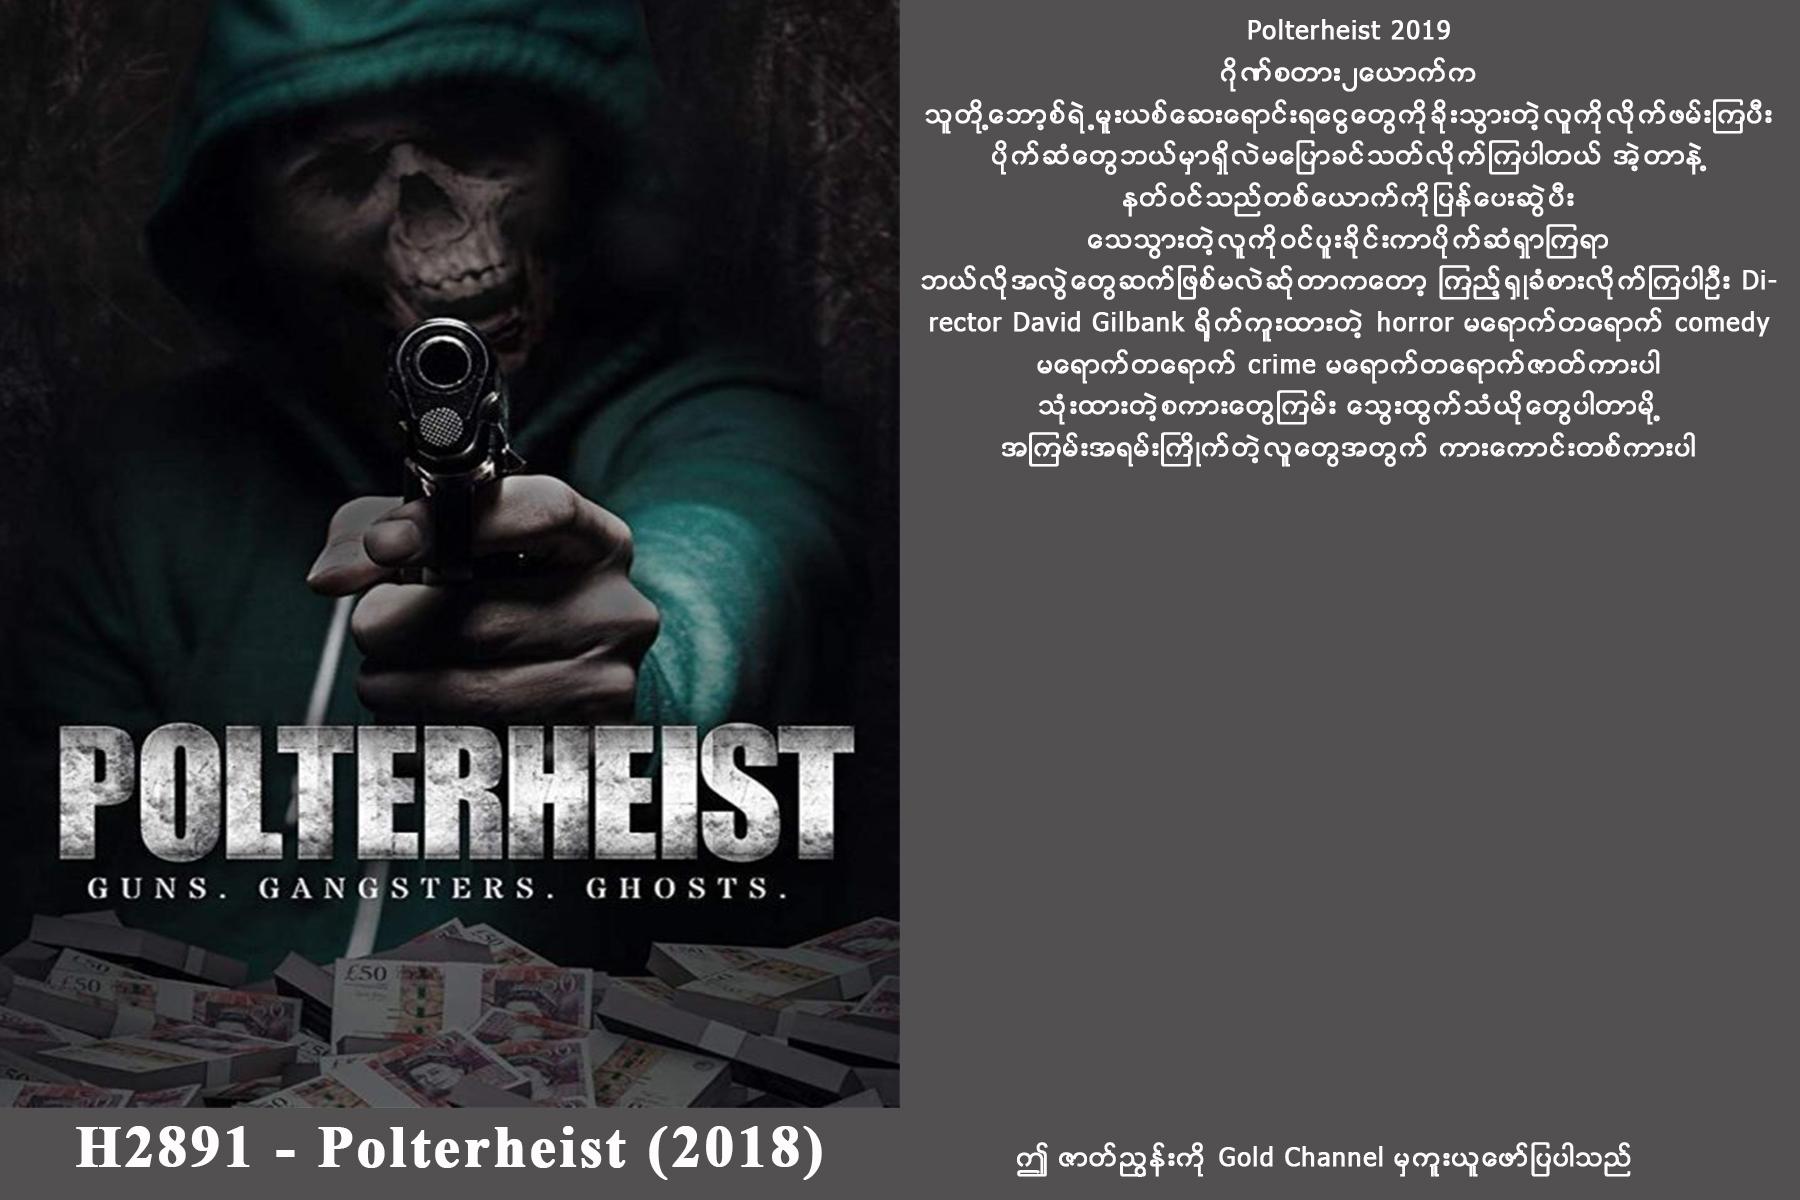 POLTERHEIST
GUNS. GANGSTERS. GHOSTS.
£50
£50
£50
H2891 - Polterheist (2018)
Polterheist 2019
ဂိုဏ်စတား၂ယောက်က
သူတို့ဘော့စ်ရဲ့မူးယစ်ဆေးရောင်းရငွေတွေကိုခိုးသွားတဲ့လူကိုလိုက်ဖမ်းကြပီး
ပိုက်ဆံတွေဘယ်မှာရှိလဲမပြောခင်သတ်လိုက်ကြပါတယ် အဲ့တာနဲ့
နတ်ဝင်သည်တစ်ယောက်ကိုပြန်ပေးဆွဲပီး
သေသွားတဲ့လူကိုဝင်ပူးခိုင်းကာပိုက်ဆံရှာကြရာ
ဘယ်လိုအလွဲတွေဆက်ဖြစ်မလဲဆိုတာကတော့ ကြည့်ရှုခံစားလိုက်ကြပါဦး Di-
rector David Gilbank ရိုက်ကူးထားတဲ့ horror မရောက်တရောက် comedy
မရောက်တရောက် crime မရောက်တရောက်ဇာတ်ကားပါ
သုံးထားတဲ့စကားတွေကြမ်း သွေးထွက်သံယိုတွေပါတာမို့
အကြမ်းအရမ်းကြိုက်တဲ့လူတွေအတွက် ကားကောင်းတစ်ကားပါ
ဤ ဇာတ်ညွှန်းကို Gold Channel မှကူးယူဖော်ပြပါသည်